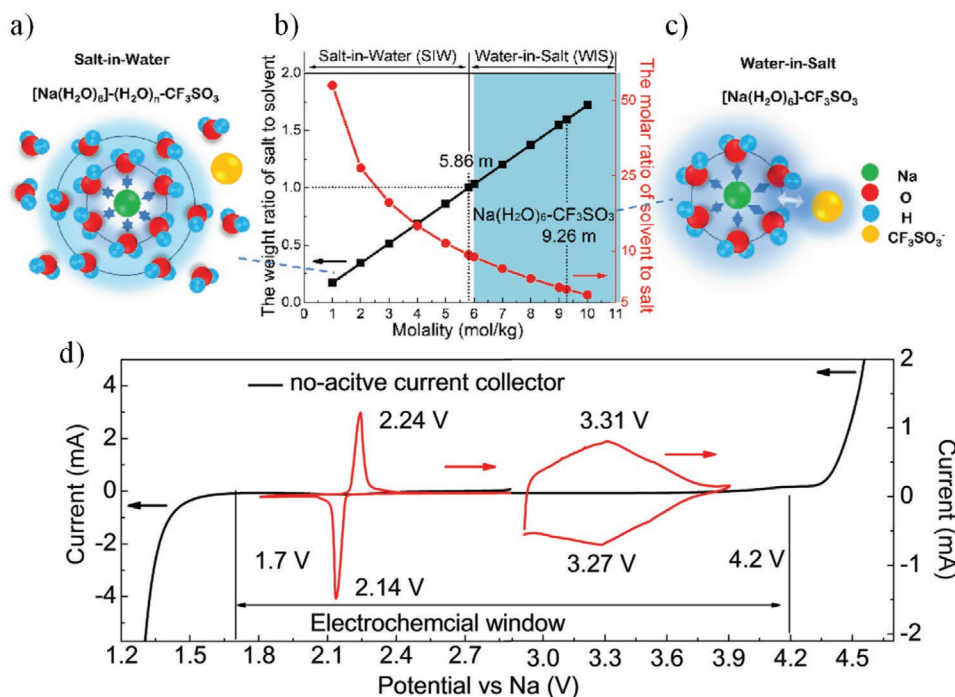 a)
Salt-in-Water
[Na(H2O)6]-(H2O)n-CF3SO3
b)
Salt-in-Water (SIW)
Water-in-Salt (WIS)
The weight ratio of salt to solvent
2.0
1.5
1.0
0.5
0.0
5.86 m
Na(H2O)6-CF3SO3
9.26 m
50
25
10
5
The molar ratio of solvent to salt
0 1 2 3 4 5 6 7 8 9 10 11
Molality (mol/kg)
c)
Water-in-Salt
[Na(H2O)6]-CF3SO3
Na
O
H
CF3SO3-
d)
no-acitve current collector
Current (mA)
4
2
0
-2
-4
2.24 V
3.31 V
1.7 V
2.14 V
3.27 V
4.2 V
Electrochemcial window
2
1
0
-1
-2
Current (mA)
1.2 1.5 1.8 2.1 2.4 2.7 3.0 3.3 3.6 3.9 4.2 4.5
Potential vs Na (V)